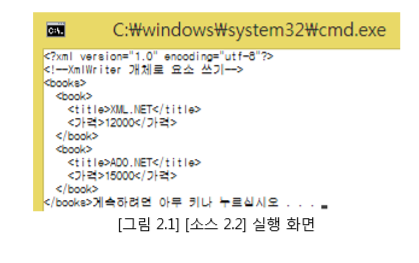 C:₩windows₩system32₩cmd.exe
<?xml version="1.0" encoding="utf-8"?>
<!--XmlWriter 개체로 요소 쓰기-->
<books>
  <book>
    <title>XML.NET</title>
    <가격>12000</가격>
  </book>
  <book>
    <title>ADO.NET</title>
    <가격>15000</가격>
  </book>
</books>계속하려면 아무 키나 누르십시오 . . .
[그림 2.1] [소스 2.2] 실행 화면